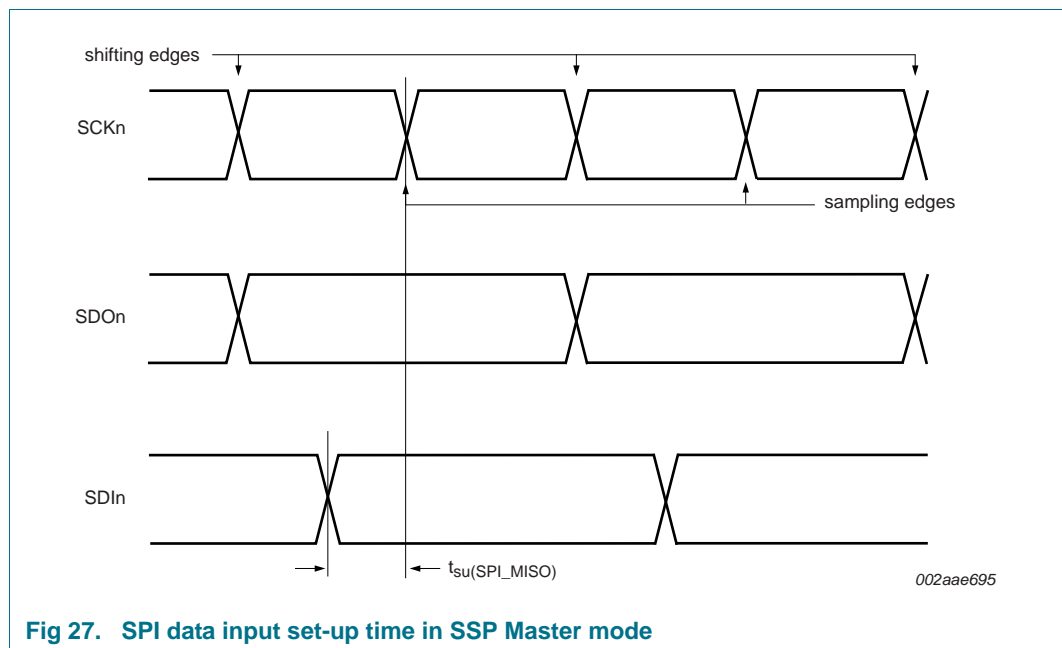 shifting edges
SCKn
sampling edges
SDOn
SDIn
tsu(SPI_MISO)
002aae695
Fig 27. SPI data input set-up time in SSP Master mode